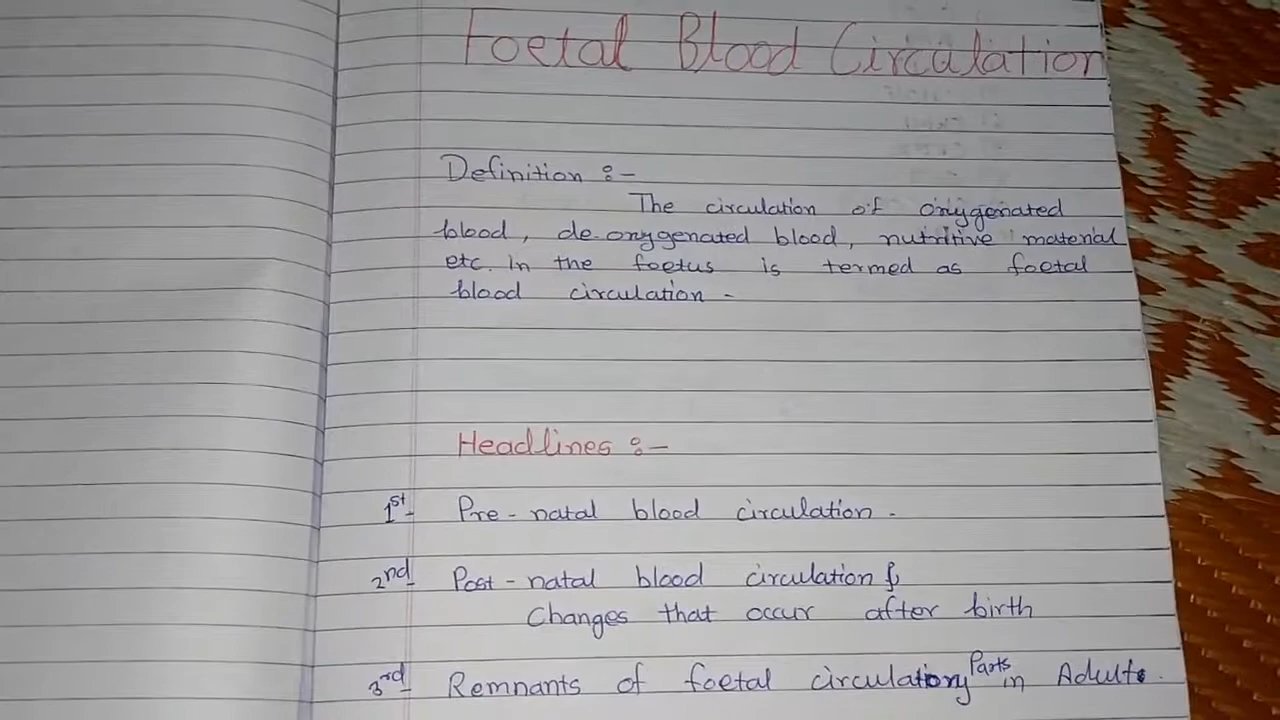 Foetal Blood Circulation
Definition :-
The circulation of oxygenated
blood, de-oxygenated blood, nutritive material
etc. In the foetus is termed as foetal
blood circulation -
Headlines :-
1st- Pre-natal blood circulation -
2nd- Post-natal blood circulation &
Changes that occur after birth
3rd- Remnants of foetal circulatiory Parts in Adults.